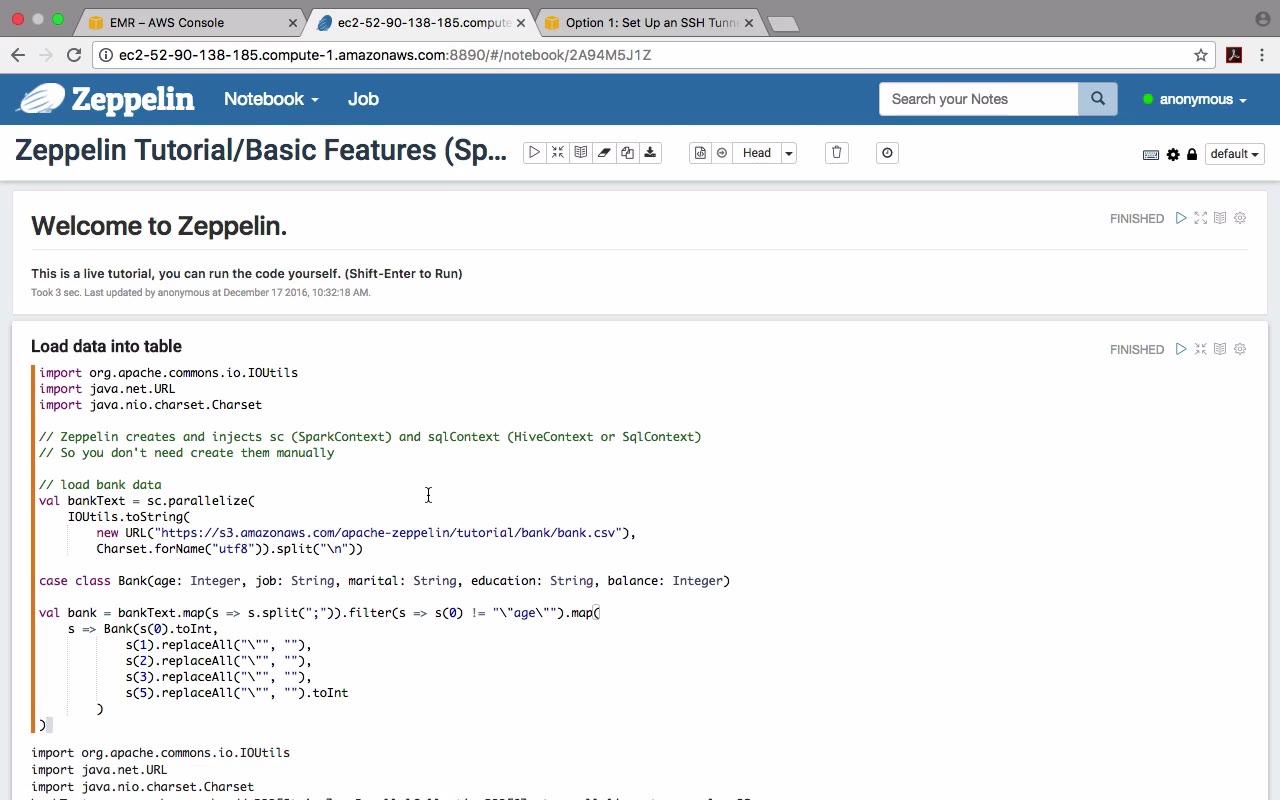 EMR – AWS Console
ec2-52-90-138-185.compute
Option 1: Set Up an SSH Tunn
ec2-52-90-138-185.compute-1.amazonaws.com:8890/#/notebook/2A94M5J1Z
Zeppelin
Notebook
Job
Search your Notes
anonymous
Zeppelin Tutorial/Basic Features (Sp...
Head
default
Welcome to Zeppelin.
FINISHED
This is a live tutorial, you can run the code yourself. (Shift-Enter to Run)
Took 3 sec. Last updated by anonymous at December 17 2016, 10:32:18 AM.
Load data into table
FINISHED
import org.apache.commons.io.IOUtils
import java.net.URL
import java.nio.charset.Charset
// Zeppelin creates and injects sc (SparkContext) and sqlContext (HiveContext or SqlContext)
// So you don't need create them manually
// load bank data
val bankText = sc.parallelize(
    IOUtils.toString(
        new URL("https://s3.amazonaws.com/apache-zeppelin/tutorial/bank/bank.csv"),
        Charset.forName("utf8")).split("\n"))
case class Bank(age: Integer, job: String, marital: String, education: String, balance: Integer)
val bank = bankText.map(s => s.split(";")).filter(s => s(0) != "\"age\"").map(
    s => Bank(s(0).toInt,
            s(1).replaceAll("\"", ""),
            s(2).replaceAll("\"", ""),
            s(3).replaceAll("\"", ""),
            s(5).replaceAll("\"", "").toInt
        )
)
import org.apache.commons.io.IOUtils
import java.net.URL
import java.nio.charset.Charset